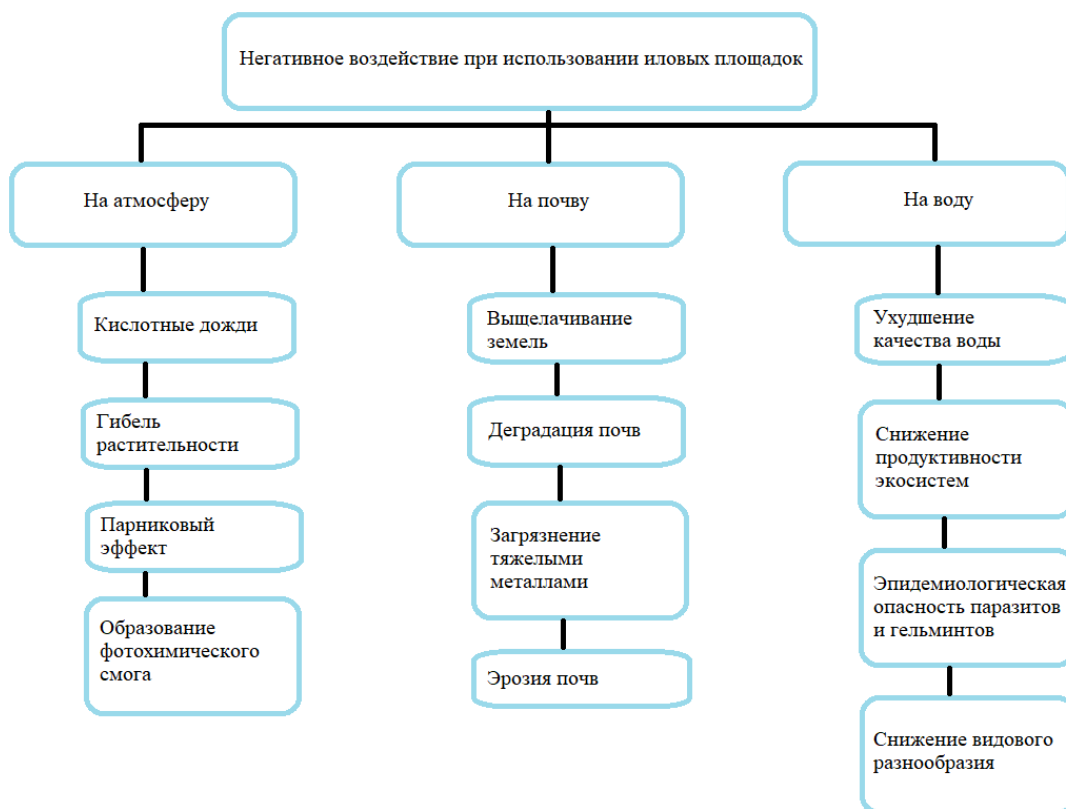 Негативное воздействие при использовании иловых площадок
На атмосферу
На почву
На воду
Кислотные дожди
Гибель
растительности
Парниковый
эффект
Образование
фотохимического
смога
Выщелачивание
земель
Деградация почв
Загрязнение
тяжелыми
металлами
Эрозия почв
Ухудшение
качества воды
Снижение
продуктивности
экосистем
Эпидемиологическая
опасность паразитов
и гельминтов
Снижение видового
разнообразия